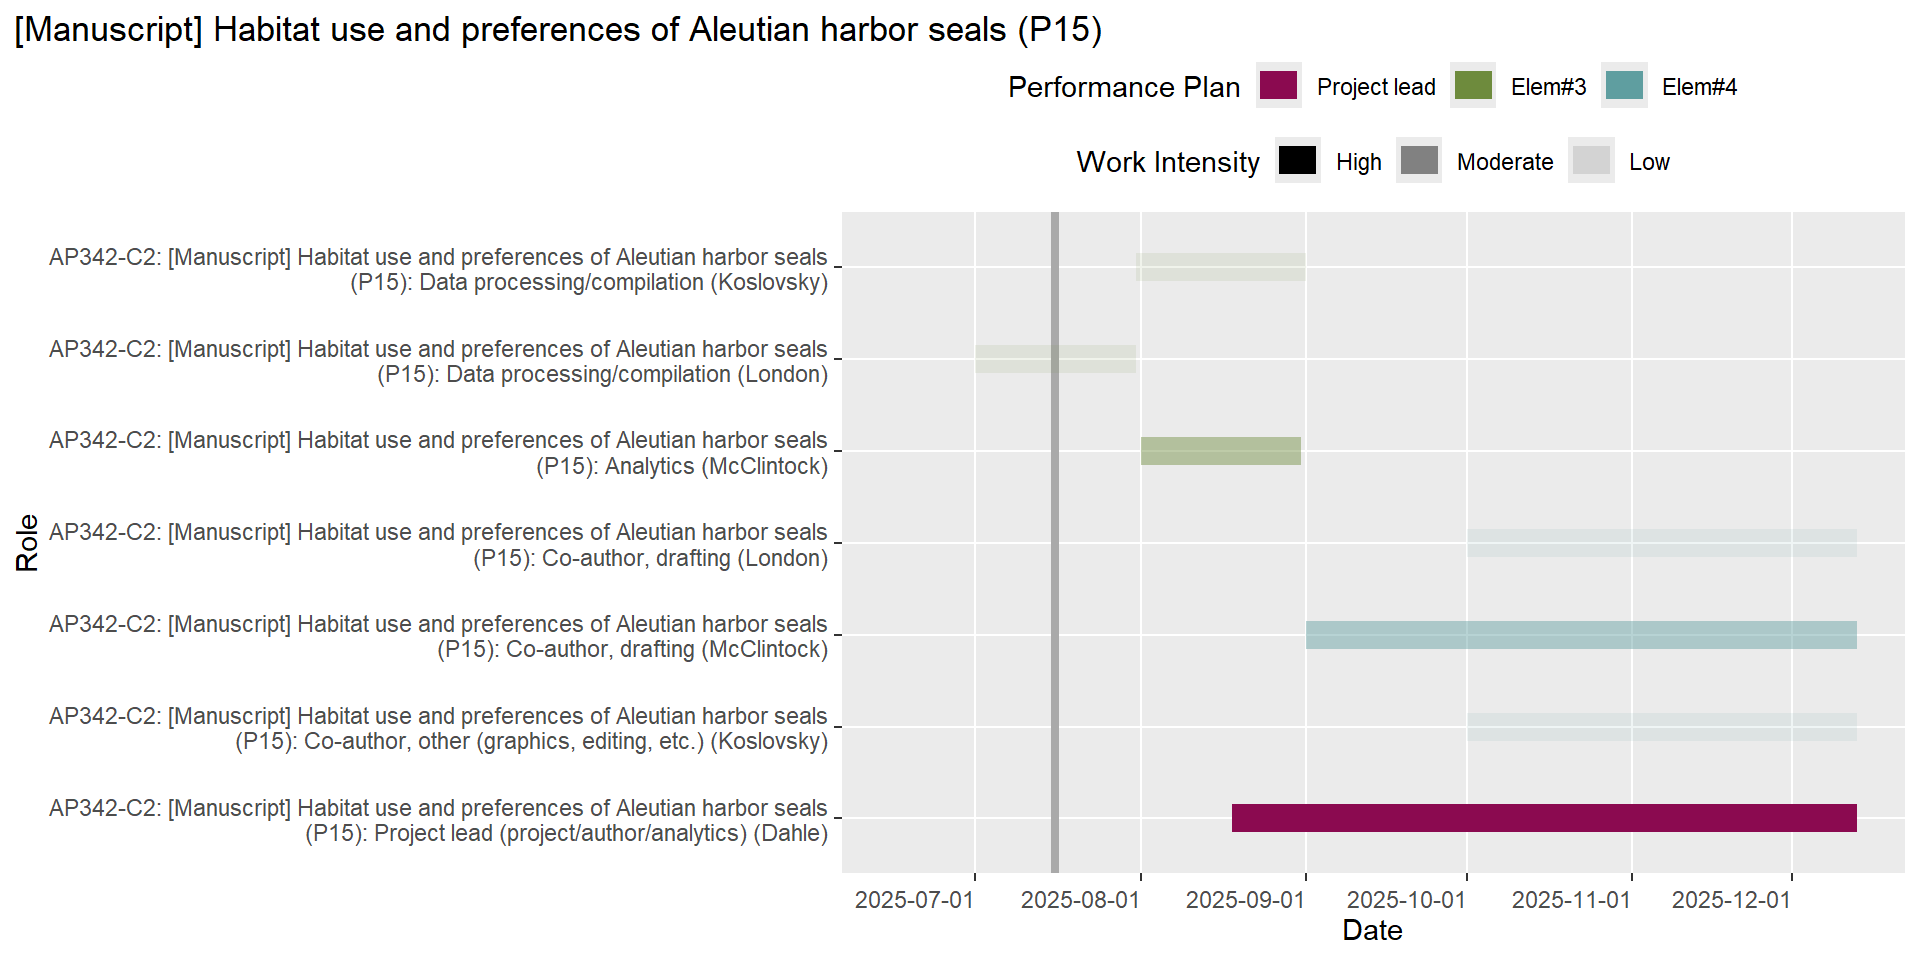 [Manuscript] Habitat use and preferences of Aleutian harbor seals (P15)
Performance Plan Project lead Elem#3 Elem#4
Work Intensity High Moderate Low
AP342-C2: [Manuscript] Habitat use and preferences of Aleutian harbor seals
(P15): Data processing/compilation (Koslovsky)
AP342-C2: [Manuscript] Habitat use and preferences of Aleutian harbor seals
(P15): Data processing/compilation (London)
AP342-C2: [Manuscript] Habitat use and preferences of Aleutian harbor seals
(P15): Analytics (McClintock)
AP342-C2: [Manuscript] Habitat use and preferences of Aleutian harbor seals
(P15): Co-author, drafting (London)
AP342-C2: [Manuscript] Habitat use and preferences of Aleutian harbor seals
(P15): Co-author, drafting (McClintock)
AP342-C2: [Manuscript] Habitat use and preferences of Aleutian harbor seals
(P15): Co-author, other (graphics, editing, etc.) (Koslovsky)
AP342-C2: [Manuscript] Habitat use and preferences of Aleutian harbor seals
(P15): Project lead (project/author/analytics) (Dahle)
Role
2025-07-01 2025-08-01 2025-09-01 2025-10-01 2025-11-01 2025-12-01
Date